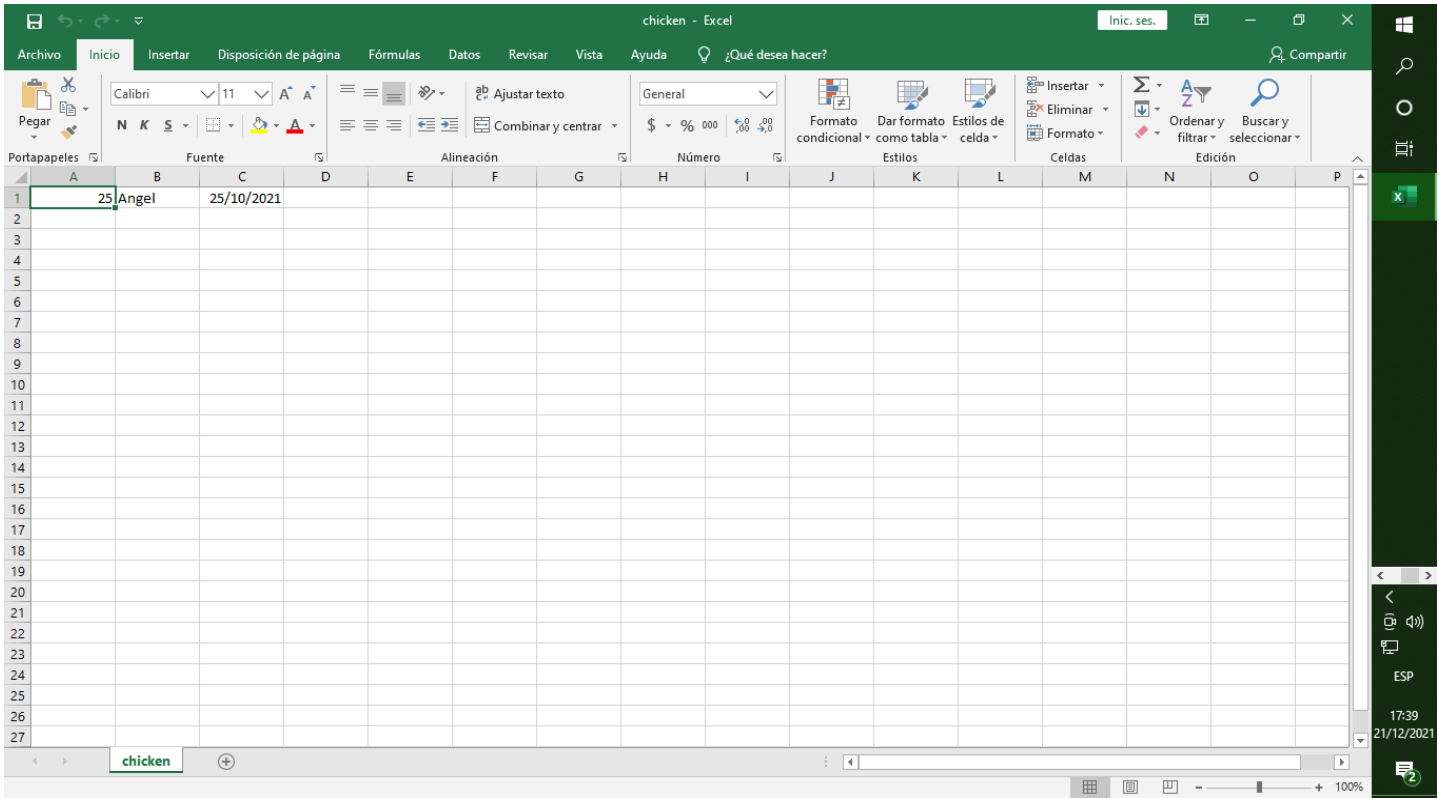 chicken - Excel Inic. ses.
Archivo Inicio Insertar Disposición de página Fórmulas Datos Revisar Vista Ayuda ¿Qué desea hacer? Compartir
Pegar
Portapapeles
Calibri 11
N K S A
Fuente
Ajustar texto
Combinar y centrar
Alineación
General
$ % 000
Número
Formato condicional
Dar formato como tabla
Estilos de celda
Estilos
Insertar
Eliminar
Formato
Celdas
Ordenar y filtrar
Buscar y seleccionar
Edición
A B C D E F G H I J K L M N O P
1 25 Angel 25/10/2021
2
3
4
5
6
7
8
9
10
11
12
13
14
15
16
17
18
19
20
21
22
23
24
25
26
27
chicken
100%
ESP
17:39
21/12/2021
2